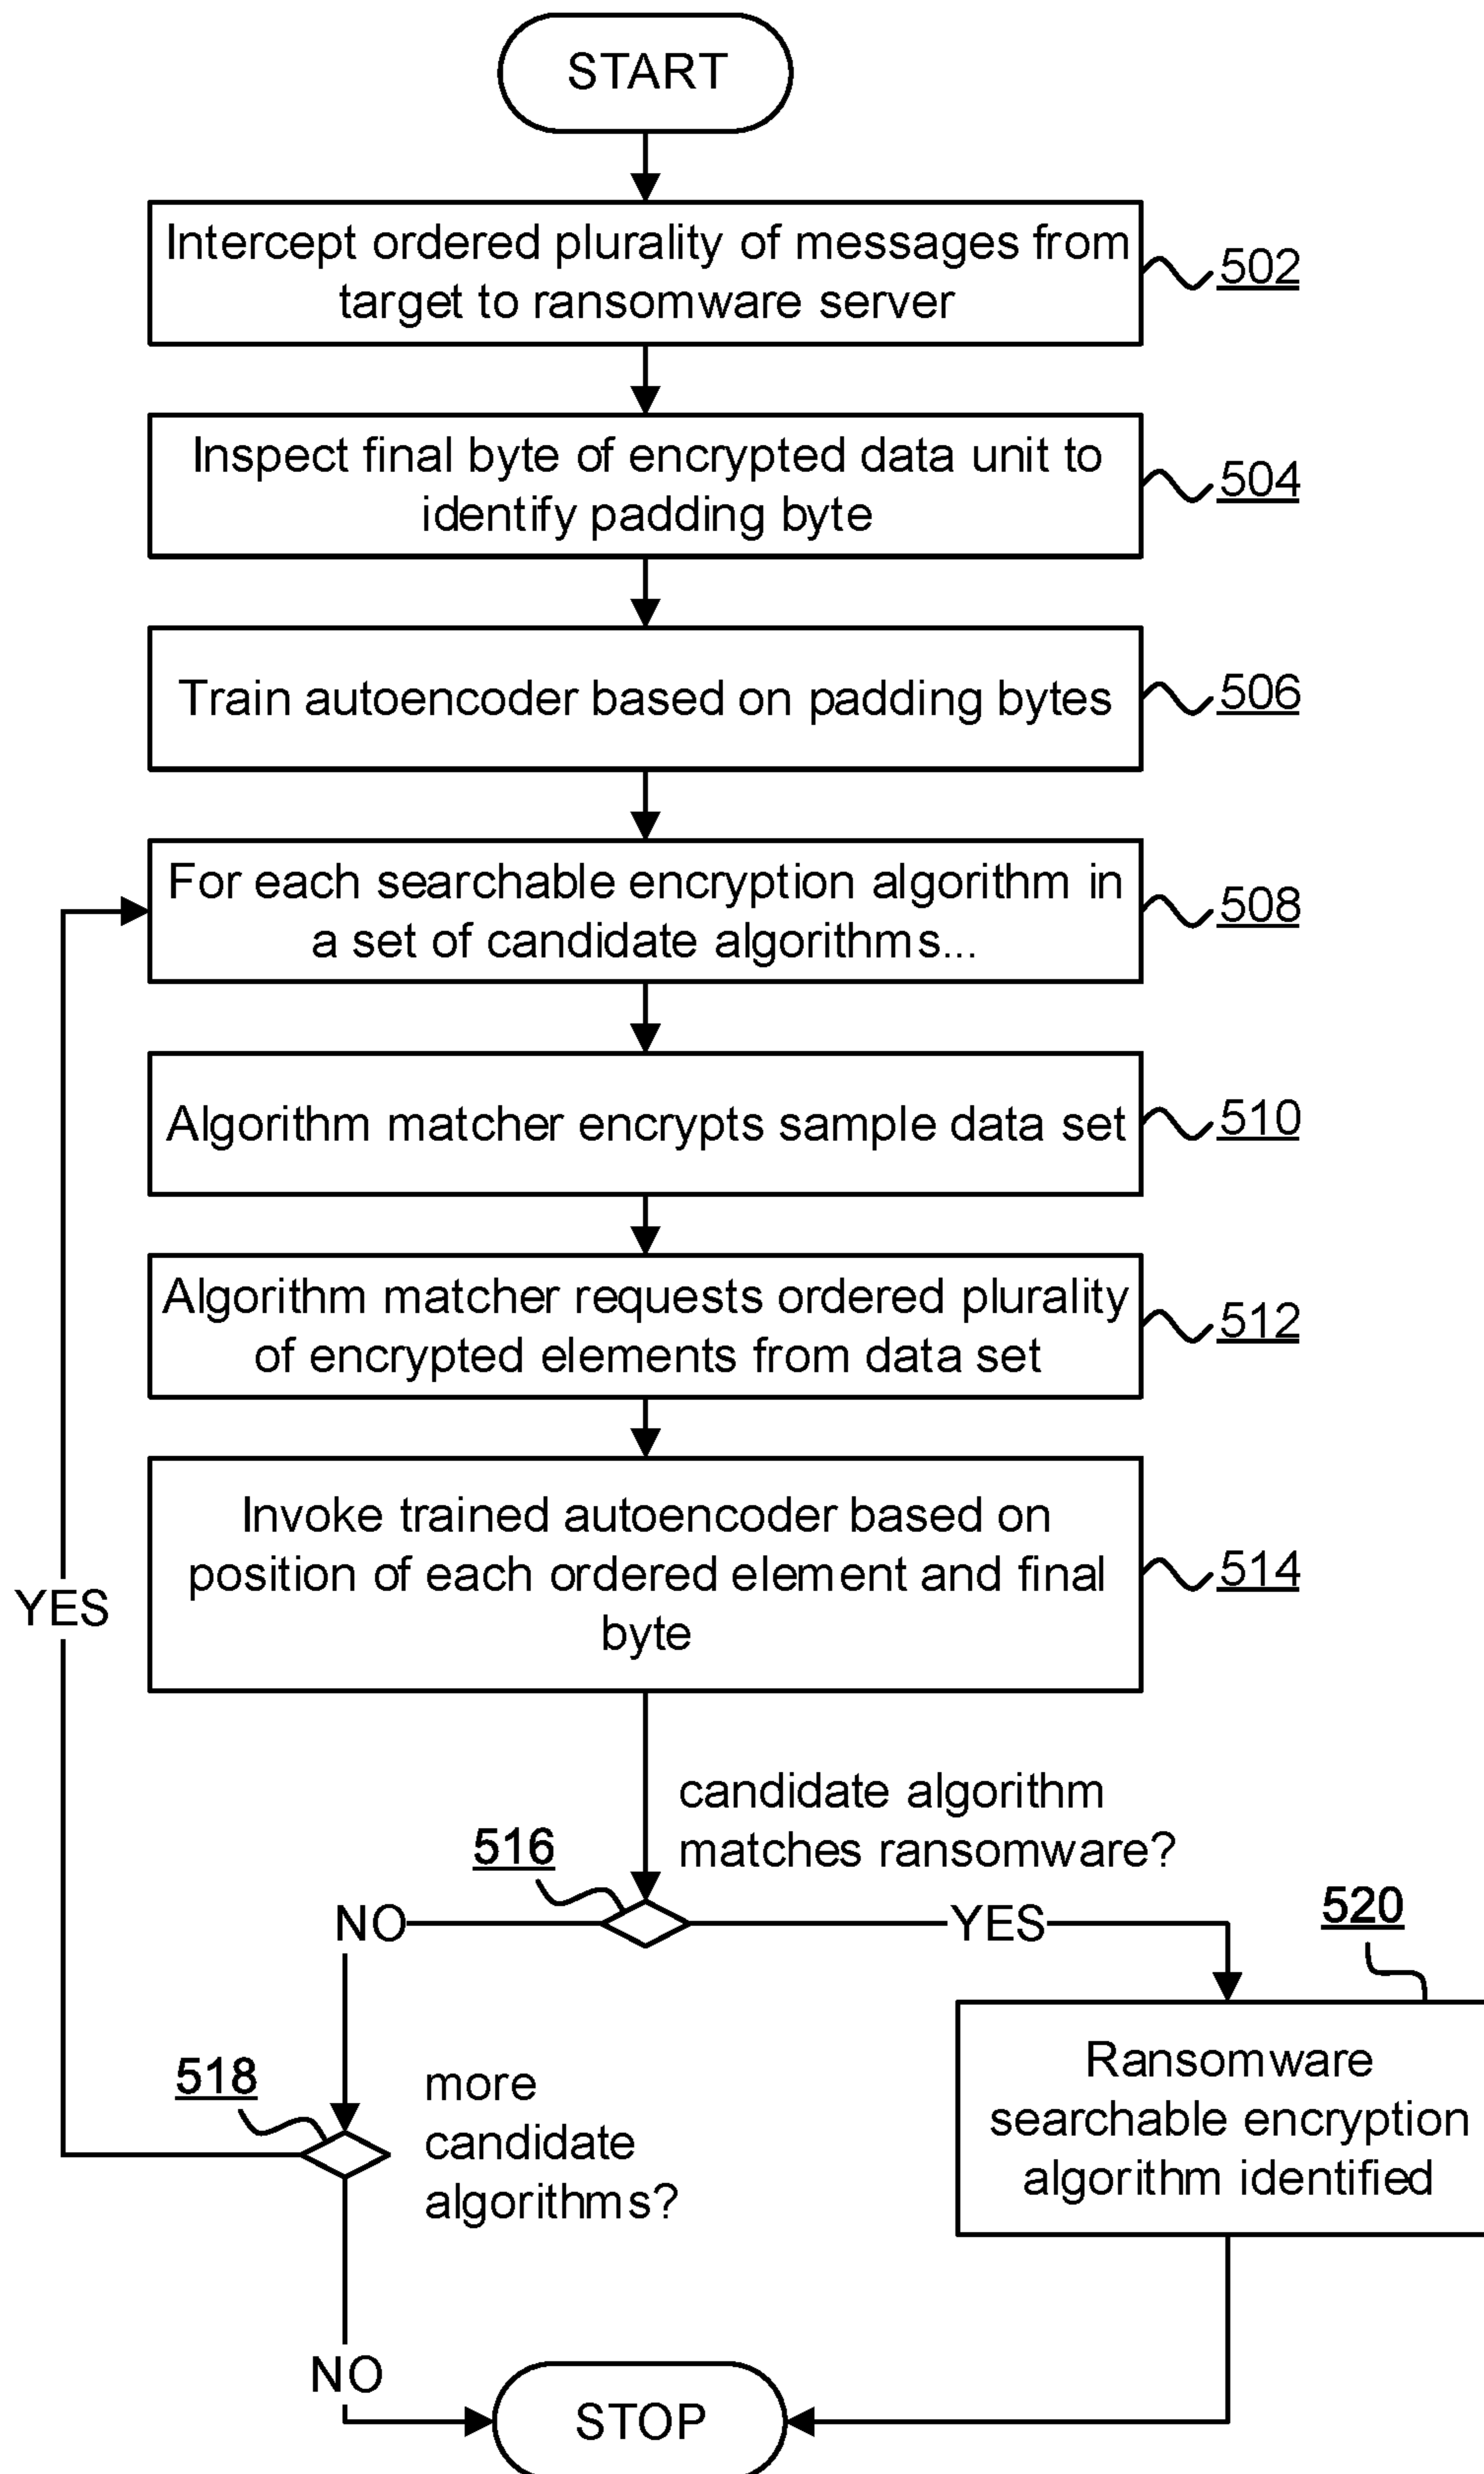 START
Intercept ordered plurality of messages from
target to ransomware server
502
Inspect final byte of encrypted data unit to
identify padding byte
504
Train autoencoder based on padding bytes
506
For each searchable encryption algorithm in
a set of candidate algorithms...
508
Algorithm matcher encrypts sample data set
510
Algorithm matcher requests ordered plurality
of encrypted elements from data set
512
Invoke trained autoencoder based on
position of each ordered element and final
byte
514
YES
candidate algorithm
matches ransomware?
516
NO
YES
520
Ransomware
searchable encryption
algorithm identified
518
more
candidate
algorithms?
NO
STOP